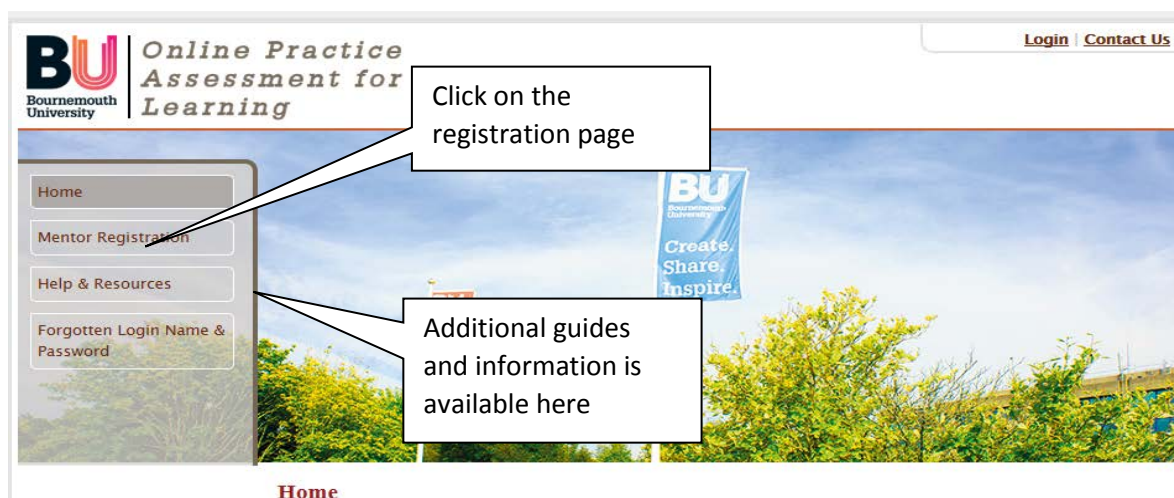 Login | Contact Us
BU
Bournemouth
University
Online Practice
Assessment for
Learning
Click on the
registration page
Home
Mentor Registration
Help & Resources
Forgotten Login Name &
Password
BU
Bournemouth
University
Create.
Share.
Inspire.
Additional guides
and information is
available here
Home